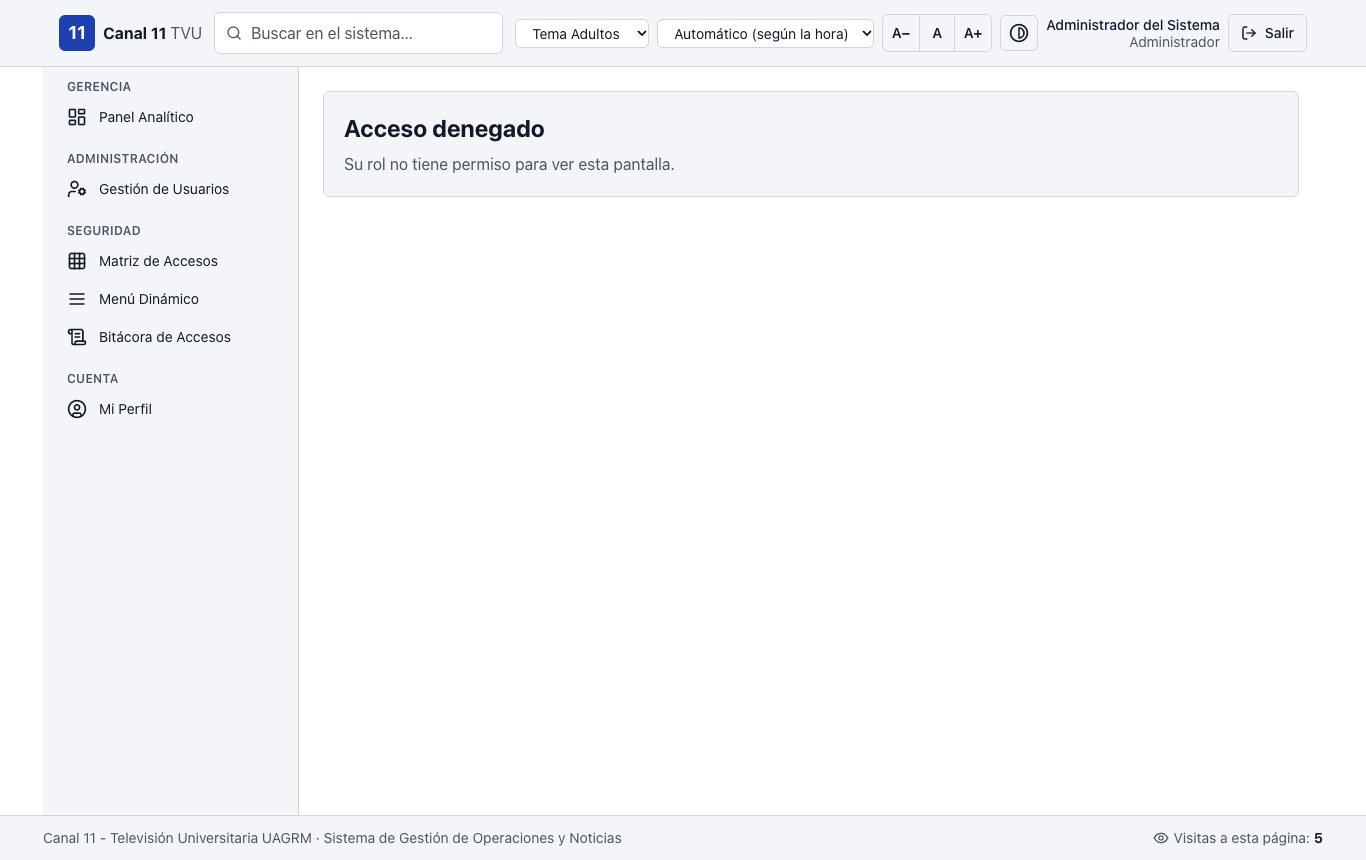 11 Canal 11 TVU Buscar en el sistema... Tema Adultos Automático (según la hora) A− A A+ Administrador del Sistema Salir
Administrador
GERENCIA
Panel Analítico
ADMINISTRACIÓN
Gestión de Usuarios
SEGURIDAD
Matriz de Accesos
Menú Dinámico
Bitácora de Accesos
CUENTA
Mi Perfil
Acceso denegado
Su rol no tiene permiso para ver esta pantalla.
Canal 11 - Televisión Universitaria UAGRM · Sistema de Gestión de Operaciones y Noticias Visitas a esta página: 5